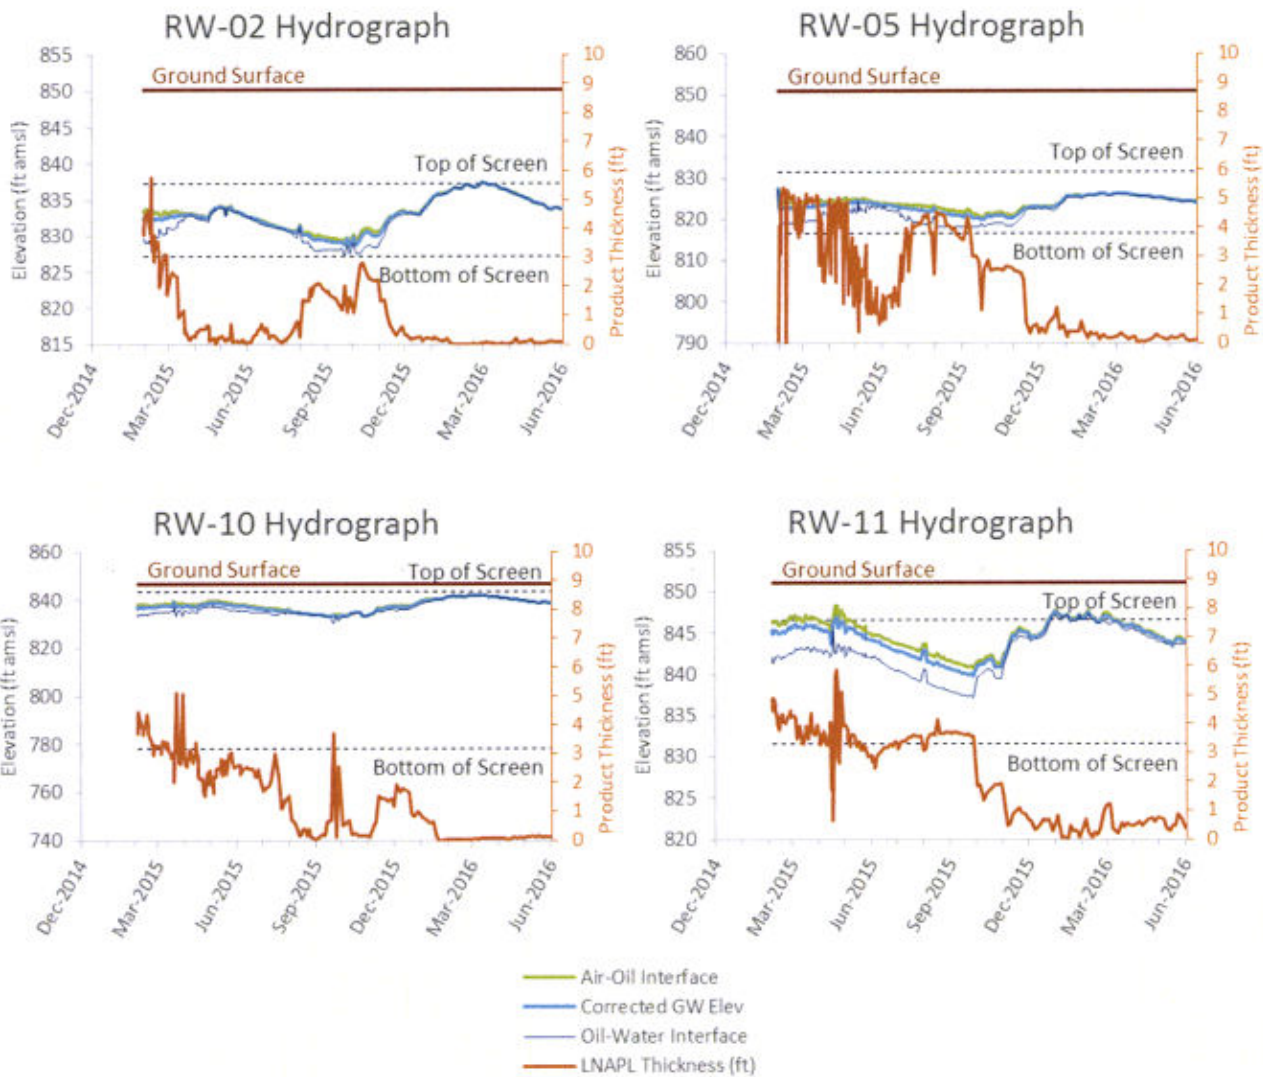 RW-02 Hydrograph
855
850
845
840
835
830
825
820
815
Elevation (ft amsl)
Ground Surface
Top of Screen
Bottom of Screen
10
9
8
7
6
5
4
3
2
1
0
Product Thickness (ft)
Dec-2014
Mar-2015
Jun-2015
Sep-2015
Dec-2015
Mar-2016
Jun-2016
RW-05 Hydrograph
860
850
840
830
820
810
800
790
Elevation (ft amsl)
Ground Surface
Top of Screen
Bottom of Screen
10
9
8
7
6
5
4
3
2
1
0
Product Thickness (ft)
Dec-2014
Mar-2015
Jun-2015
Sep-2015
Dec-2015
Mar-2016
Jun-2016
RW-10 Hydrograph
860
840
820
800
780
760
740
Elevation (ft amsl)
Ground Surface
Top of Screen
Bottom of Screen
10
9
8
7
6
5
4
3
2
1
0
Product Thickness (ft)
Dec-2014
Mar-2015
Jun-2015
Sep-2015
Dec-2015
Mar-2016
Jun-2016
RW-11 Hydrograph
855
850
845
840
835
830
825
820
Elevation (ft amsl)
Ground Surface
Top of Screen
Bottom of Screen
10
9
8
7
6
5
4
3
2
1
0
Product Thickness (ft)
Dec-2014
Mar-2015
Jun-2015
Sep-2015
Dec-2015
Mar-2016
Jun-2016
Air-Oil Interface
Corrected GW Elev
Oil-Water Interface
LNAPL Thickness (ft)